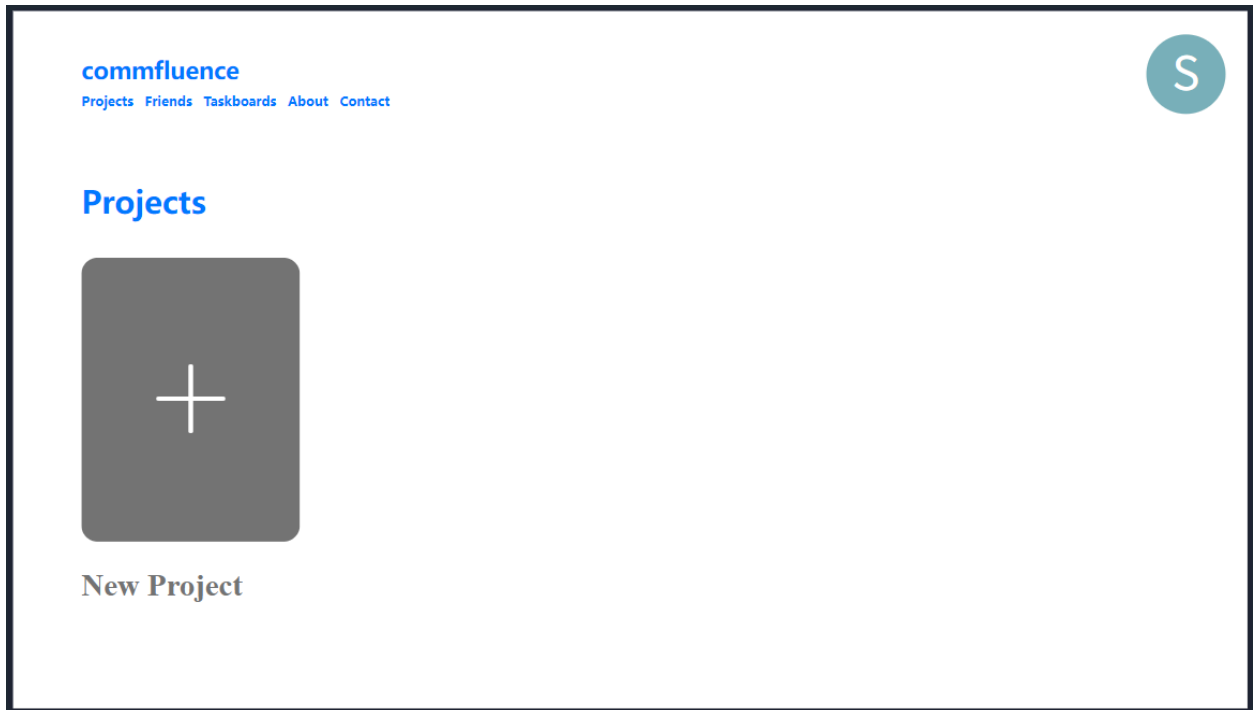 commfluence
S
Projects Friends Taskboards About Contact
Projects
New Project